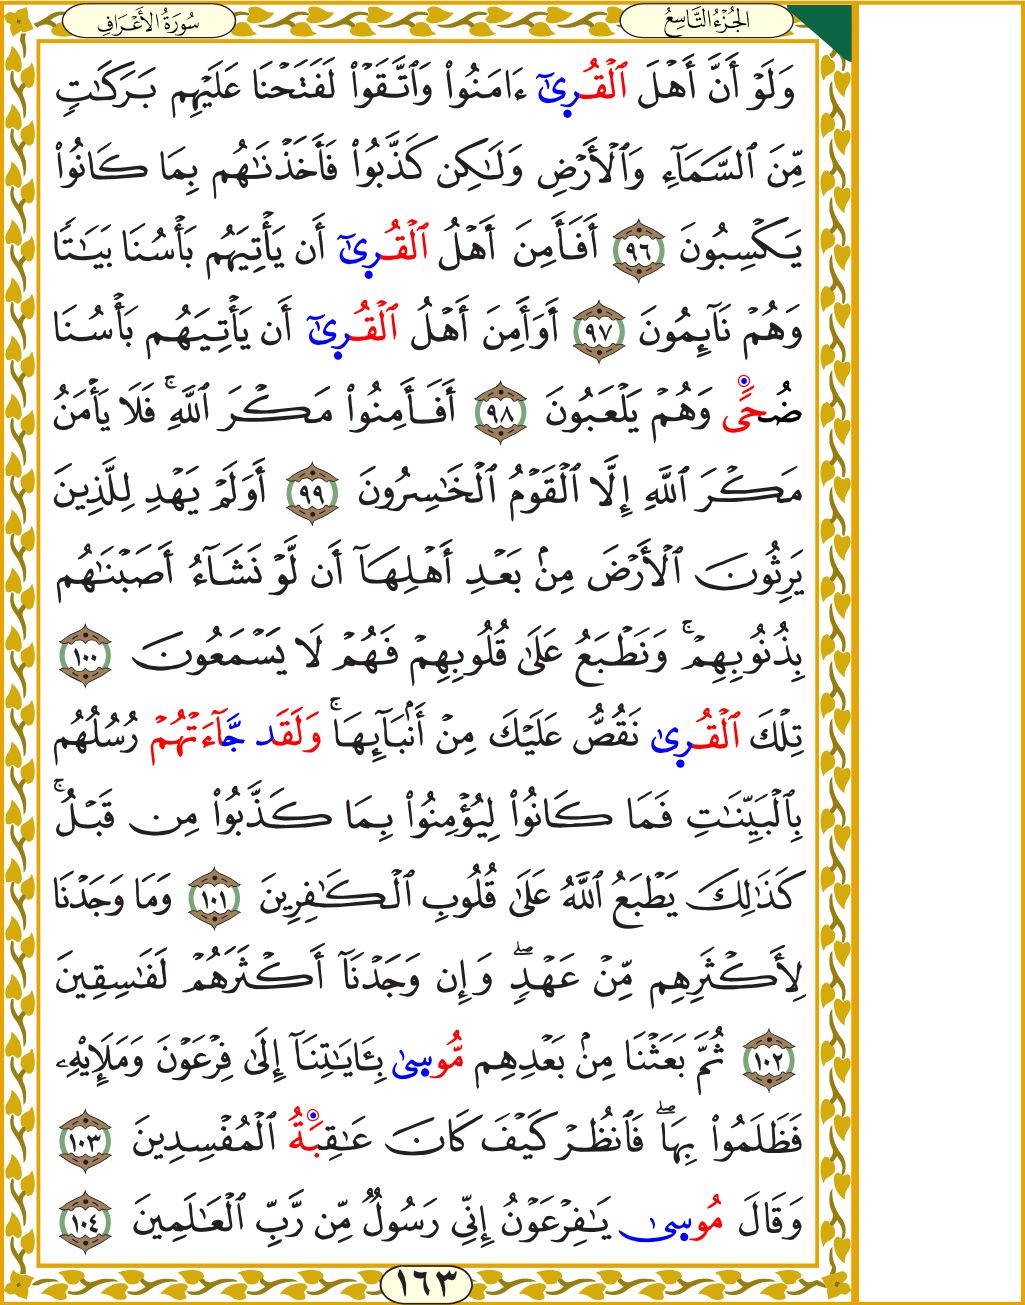 الجُزْءُ التَّاسِعُ
سُورَةُ الأَعْرَافِ
وَلَوْ أَنَّ أَهْلَ ٱلْقُرِىٰٓ ءَامَنُواْ وَٱتَّقَوْاْ لَفَتَحْنَا عَلَيْهِم بَرَكَٰتٍ
مِّنَ ٱلسَّمَآءِ وَٱلْأَرْضِ وَلَٰكِن كَذَّبُواْ فَأَخَذْنَٰهُم بِمَا كَانُواْ
يَكْسِبُونَ ٩٦ أَفَأَمِنَ أَهْلُ ٱلْقُرِىٰٓ أَن يَأْتِيَهُم بَأْسُنَا بَيَٰتًا
وَهُمْ نَآئِمُونَ ٩٧ أَوَأَمِنَ أَهْلُ ٱلْقُرِىٰٓ أَن يَأْتِيَهُم بَأْسُنَا
ضُحًى وَهُمْ يَلْعَبُونَ ٩٨ أَفَأَمِنُواْ مَكْرَ ٱللَّهِ ۚ فَلَا يَأْمَنُ
مَكْرَ ٱللَّهِ إِلَّا ٱلْقَوْمُ ٱلْخَٰسِرُونَ ٩٩ أَوَلَمْ يَهْدِ لِلَّذِينَ
يَرِثُونَ ٱلْأَرْضَ مِنۢ بَعْدِ أَهْلِهَآ أَن لَّوْ نَشَآءُ أَصَبْنَٰهُم
بِذُنُوبِهِمْ ۚ وَنَطْبَعُ عَلَىٰ قُلُوبِهِمْ فَهُمْ لَا يَسْمَعُونَ ١٠٠
تِلْكَ ٱلْقُرِىٰ نَقُصُّ عَلَيْكَ مِنْ أَنۢبَآئِهَا ۚ وَلَقَد جَّآءَتْهُمْ رُسُلُهُم
بِٱلْبَيِّنَٰتِ فَمَا كَانُواْ لِيُؤْمِنُواْ بِمَا كَذَّبُواْ مِن قَبْلُ ۚ
كَذَٰلِكَ يَطْبَعُ ٱللَّهُ عَلَىٰ قُلُوبِ ٱلْكَٰفِرِينَ ١٠١ وَمَا وَجَدْنَا
لِأَكْثَرِهِم مِّنْ عَهْدٍ ۖ وَإِن وَجَدْنَآ أَكْثَرَهُمْ لَفَٰسِقِينَ
١٠٢ ثُمَّ بَعَثْنَا مِنۢ بَعْدِهِم مُّوسِىٰ بِـَٔايَٰتِنَآ إِلَىٰ فِرْعَوْنَ وَمَلَإِيْهِۦ
فَظَلَمُواْ بِهَا ۖ فَٱنظُرْ كَيْفَ كَانَ عَٰقِبَةُ ٱلْمُفْسِدِينَ ١٠٣
وَقَالَ مُوسِىٰ يَٰفِرْعَوْنُ إِنِّي رَسُولٌ مِّن رَّبِّ ٱلْعَٰلَمِينَ ١٠٤
١٦٣